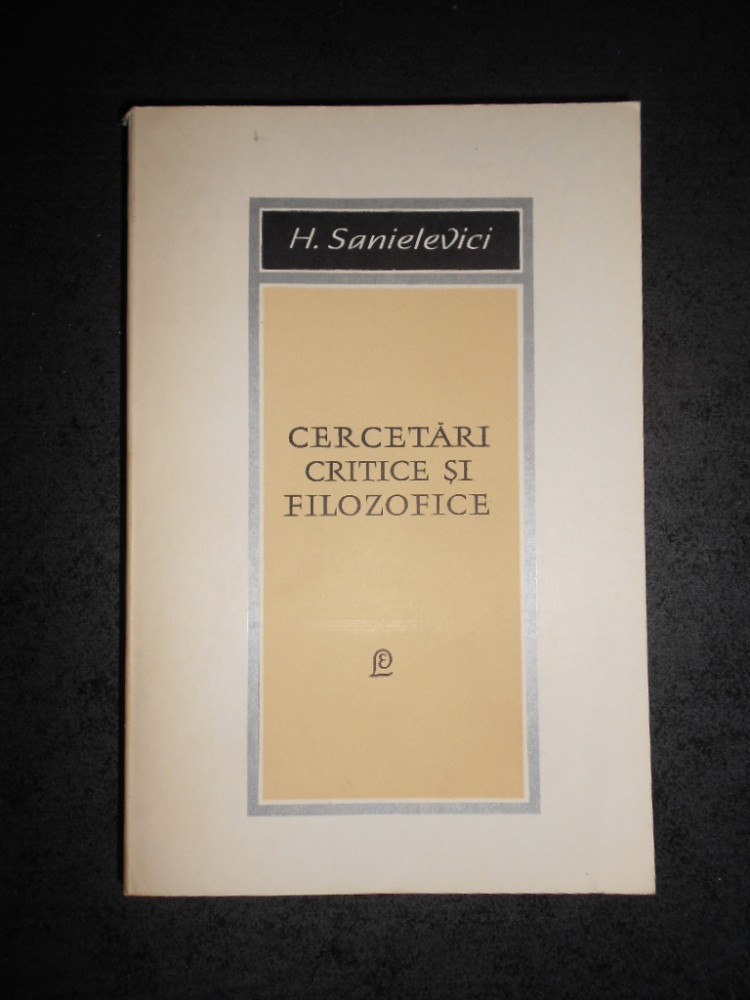 H. Sanielevici
CERCETĂRI
CRITICE ȘI
FILOZOFICE